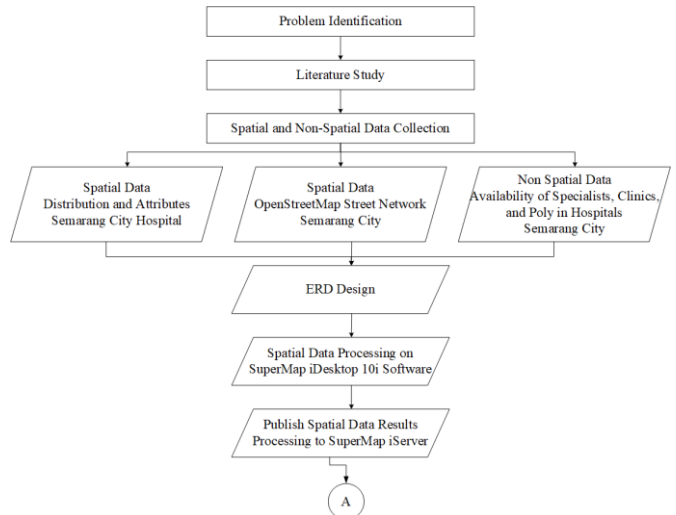 Problem Identification
Literature Study
Spatial and Non-Spatial Data Collection
Spatial Data
Distribution and Attributes
Semarang City Hospital
Spatial Data
OpenStreetMap Street Network
Semarang City
Non Spatial Data
Availability of Specialists, Clinics,
and Poly in Hospitals
Semarang City
ERD Design
Spatial Data Processing on
SuperMap iDesktop 10i Software
Publish Spatial Data Results
Processing to SuperMap iServer
A